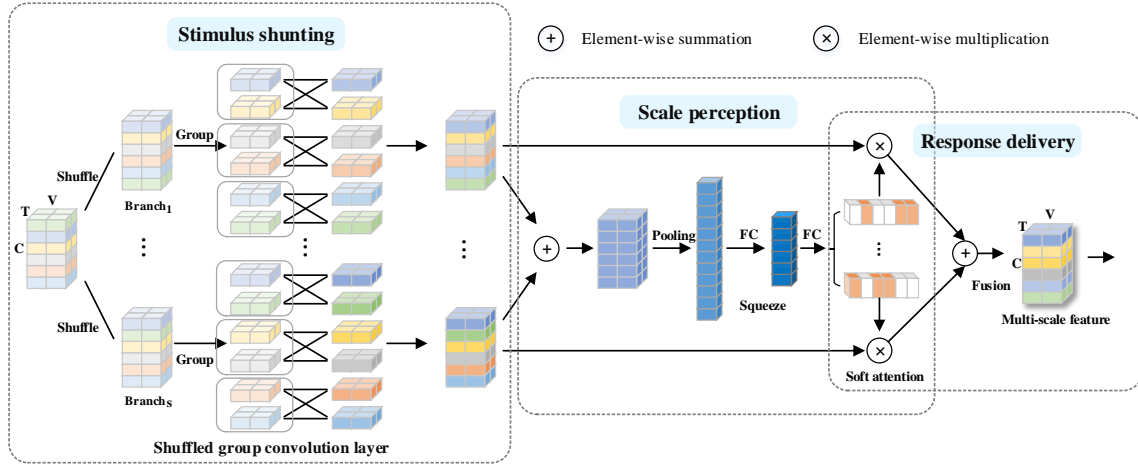 Stimulus shunting
+ Element-wise summation
× Element-wise multiplication
Scale perception
Response delivery
Shuffle
Group
Branch1
T
V
C
...
...
...
...
Shuffle
Group
Branchs
Shuffled group convolution layer
+
Pooling
FC
Squeeze
FC
×
...
×
Soft attention
+
Fusion
T
V
C
Multi-scale feature